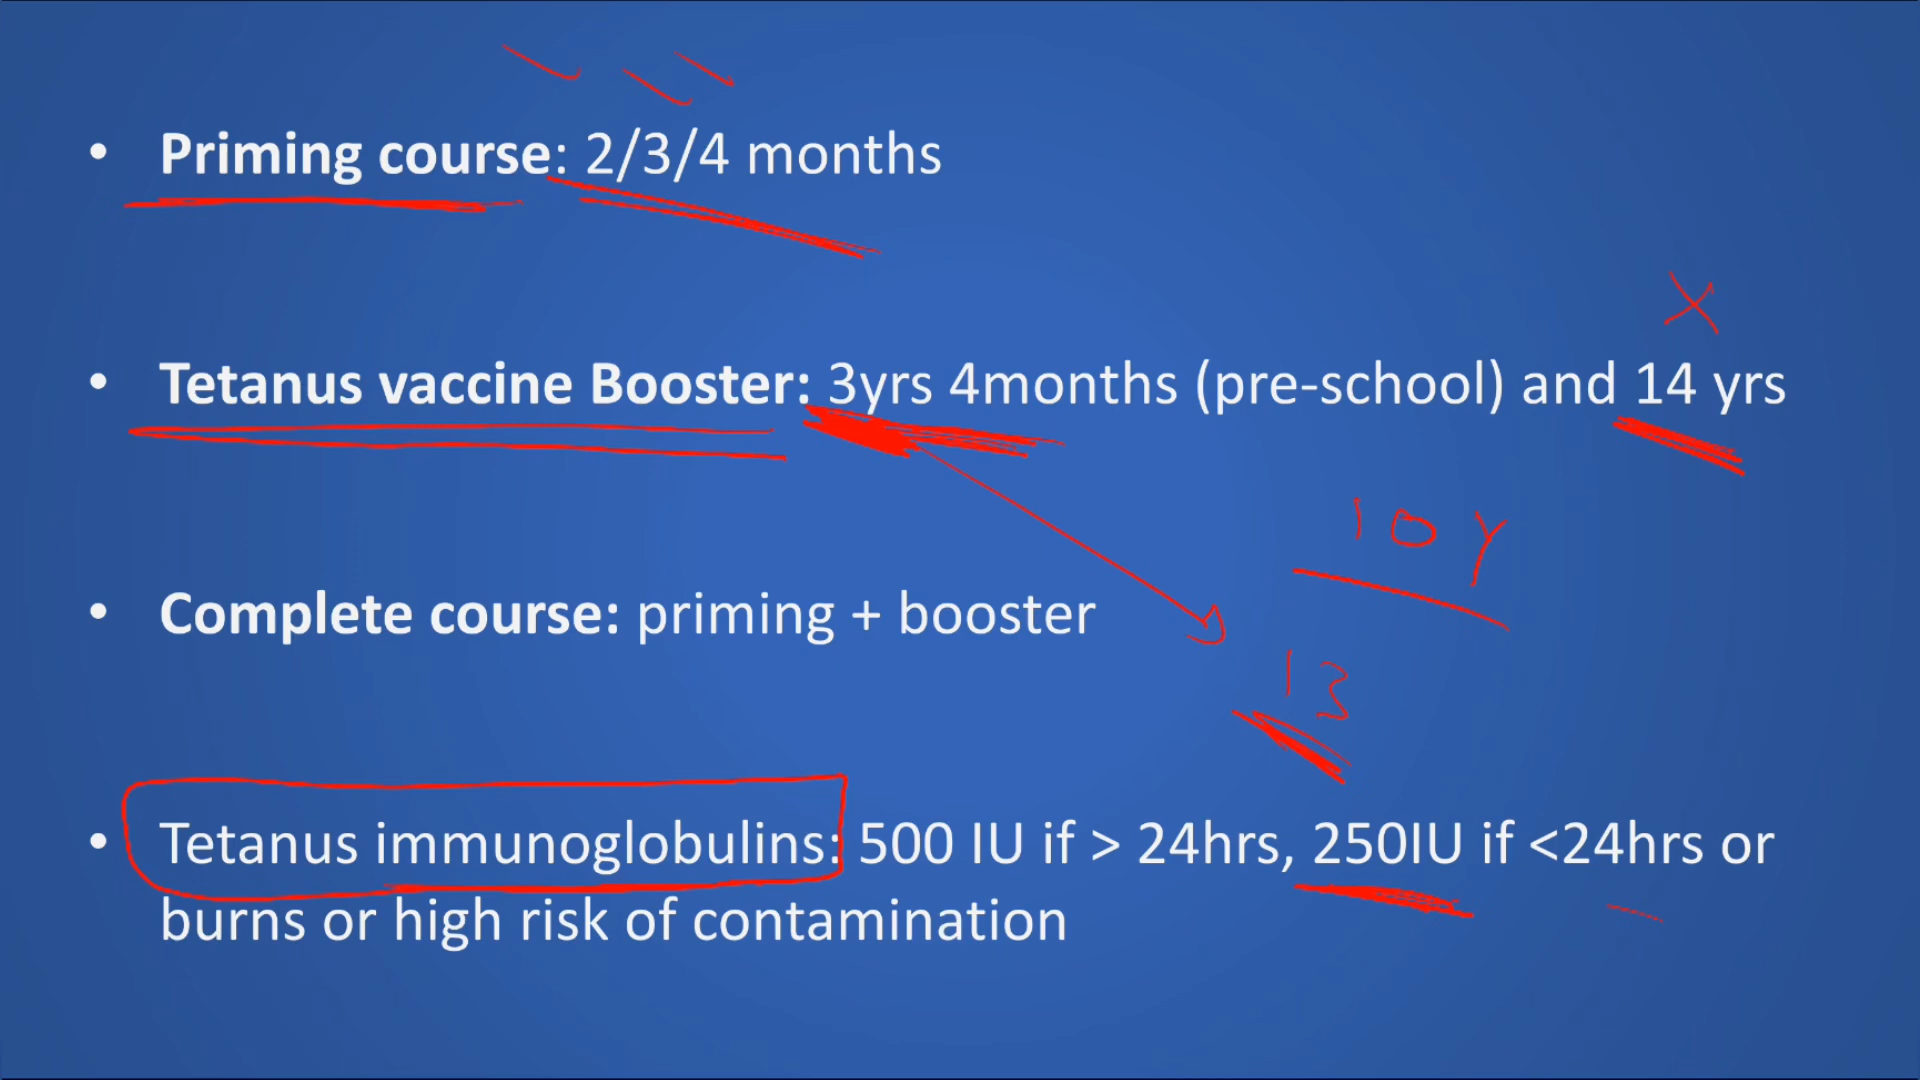 • Priming course: 2/3/4 months
• Tetanus vaccine Booster: 3yrs 4months (pre-school) and 14 yrs
10 Y
• Complete course: priming + booster
13
• Tetanus immunoglobulins: 500 IU if > 24hrs, 250IU if <24hrs or
burns or high risk of contamination